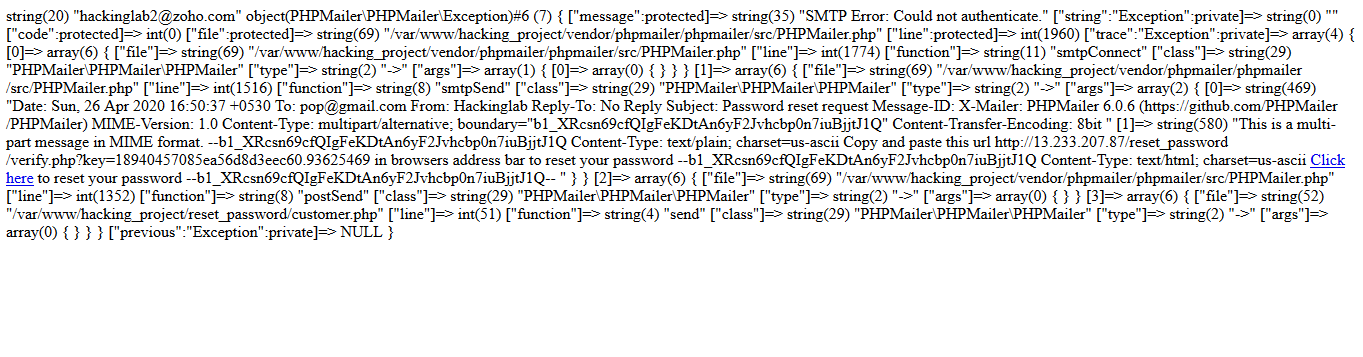 string(20) "hackinglab2@zoho.com" object(PHPMailer\PHPMailer\Exception)#6 (7) { ["message":protected]=> string(35) "SMTP Error: Could not authenticate." ["string":"Exception":private]=> string(0) ""
["code":protected]=> int(0) ["file":protected]=> string(69) "/var/www/hacking_project/vendor/phpmailer/phpmailer/src/PHPMailer.php" ["line":protected]=> int(1960) ["trace":"Exception":private]=> array(4) {
[0]=> array(6) { ["file"]=> string(69) "/var/www/hacking_project/vendor/phpmailer/phpmailer/src/PHPMailer.php" ["line"]=> int(1774) ["function"]=> string(11) "smtpConnect" ["class"]=> string(29)
"PHPMailer\PHPMailer\PHPMailer" ["type"]=> string(2) "->" ["args"]=> array(1) { [0]=> array(0) { } } } [1]=> array(6) { ["file"]=> string(69) "/var/www/hacking_project/vendor/phpmailer/phpmailer
/src/PHPMailer.php" ["line"]=> int(1516) ["function"]=> string(8) "smtpSend" ["class"]=> string(29) "PHPMailer\PHPMailer\PHPMailer" ["type"]=> string(2) "->" ["args"]=> array(2) { [0]=> string(469)
"Date: Sun, 26 Apr 2020 16:50:37 +0530 To: pop@gmail.com From: Hackinglab Reply-To: No Reply Subject: Password reset request Message-ID: X-Mailer: PHPMailer 6.0.6 (https://github.com/PHPMailer
/PHPMailer) MIME-Version: 1.0 Content-Type: multipart/alternative; boundary="b1_XRcsn69cfQIgFeKDtAn6yF2Jvhcbp0n7iuBjjtJ1Q" Content-Transfer-Encoding: 8bit " [1]=> string(580) "This is a multi-
part message in MIME format. --b1_XRcsn69cfQIgFeKDtAn6yF2Jvhcbp0n7iuBjjtJ1Q Content-Type: text/plain; charset=us-ascii Copy and paste this url http://13.233.207.87/reset_password
/verify.php?key=18940457085ea56d8d3eec60.93625469 in browsers address bar to reset your password --b1_XRcsn69cfQIgFeKDtAn6yF2Jvhcbp0n7iuBjjtJ1Q Content-Type: text/html; charset=us-ascii Click
here to reset your password --b1_XRcsn69cfQIgFeKDtAn6yF2Jvhcbp0n7iuBjjtJ1Q-- " } } [2]=> array(6) { ["file"]=> string(69) "/var/www/hacking_project/vendor/phpmailer/phpmailer/src/PHPMailer.php"
["line"]=> int(1352) ["function"]=> string(8) "postSend" ["class"]=> string(29) "PHPMailer\PHPMailer\PHPMailer" ["type"]=> string(2) "->" ["args"]=> array(0) { } } [3]=> array(6) { ["file"]=> string(52)
"/var/www/hacking_project/reset_password/customer.php" ["line"]=> int(51) ["function"]=> string(4) "send" ["class"]=> string(29) "PHPMailer\PHPMailer\PHPMailer" ["type"]=> string(2) "->" ["args"]=>
array(0) { } } } ["previous":"Exception":private]=> NULL }